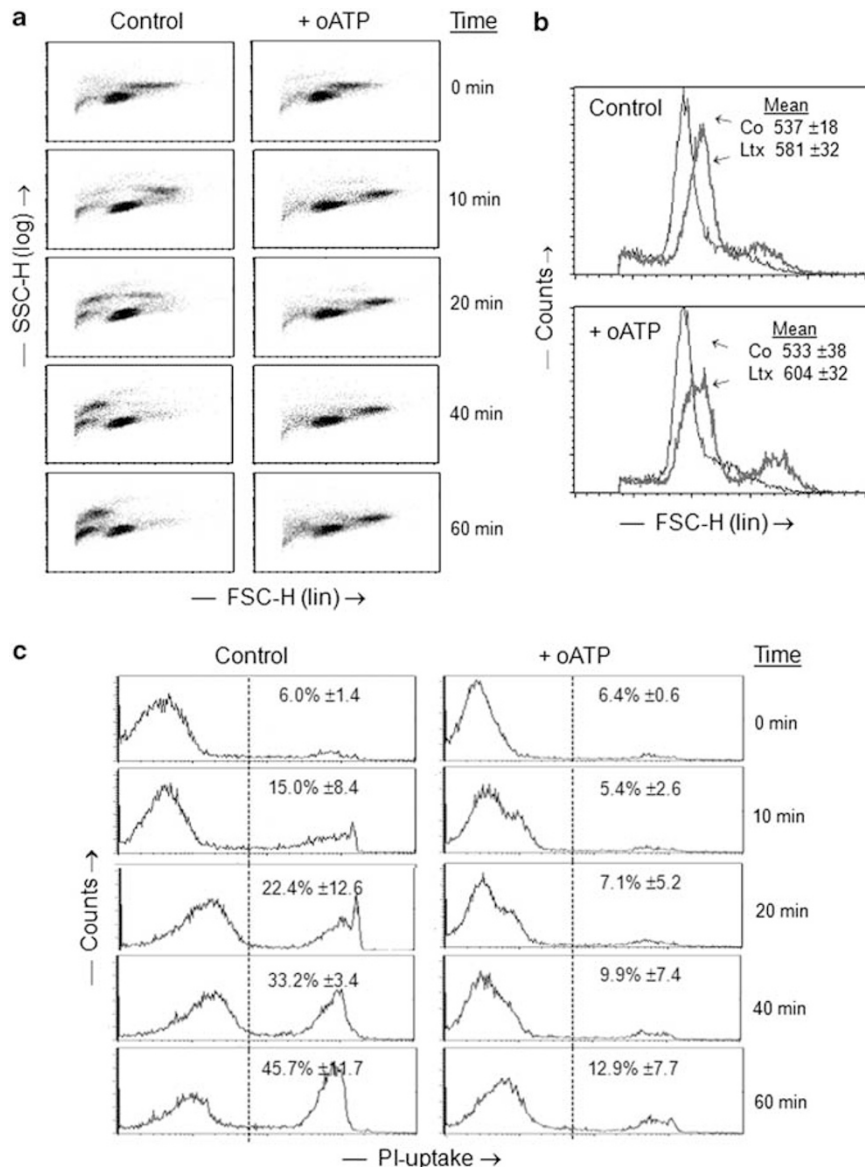 a
Control + oATP Time
0 min
10 min
20 min
40 min
60 min
— SSC-H (log) →
— FSC-H (lin) →
b
Control
Mean
Co 537 ±18
Ltx 581 ±32
+ oATP
Mean
Co 533 ±38
Ltx 604 ±32
— Counts →
— FSC-H (lin) →
c
Control + oATP Time
6.0% ±1.4 6.4% ±0.6 0 min
15.0% ±8.4 5.4% ±2.6 10 min
22.4% ±12.6 7.1% ±5.2 20 min
33.2% ±3.4 9.9% ±7.4 40 min
45.7% ±11.7 12.9% ±7.7 60 min
— Counts →
— PI-uptake →